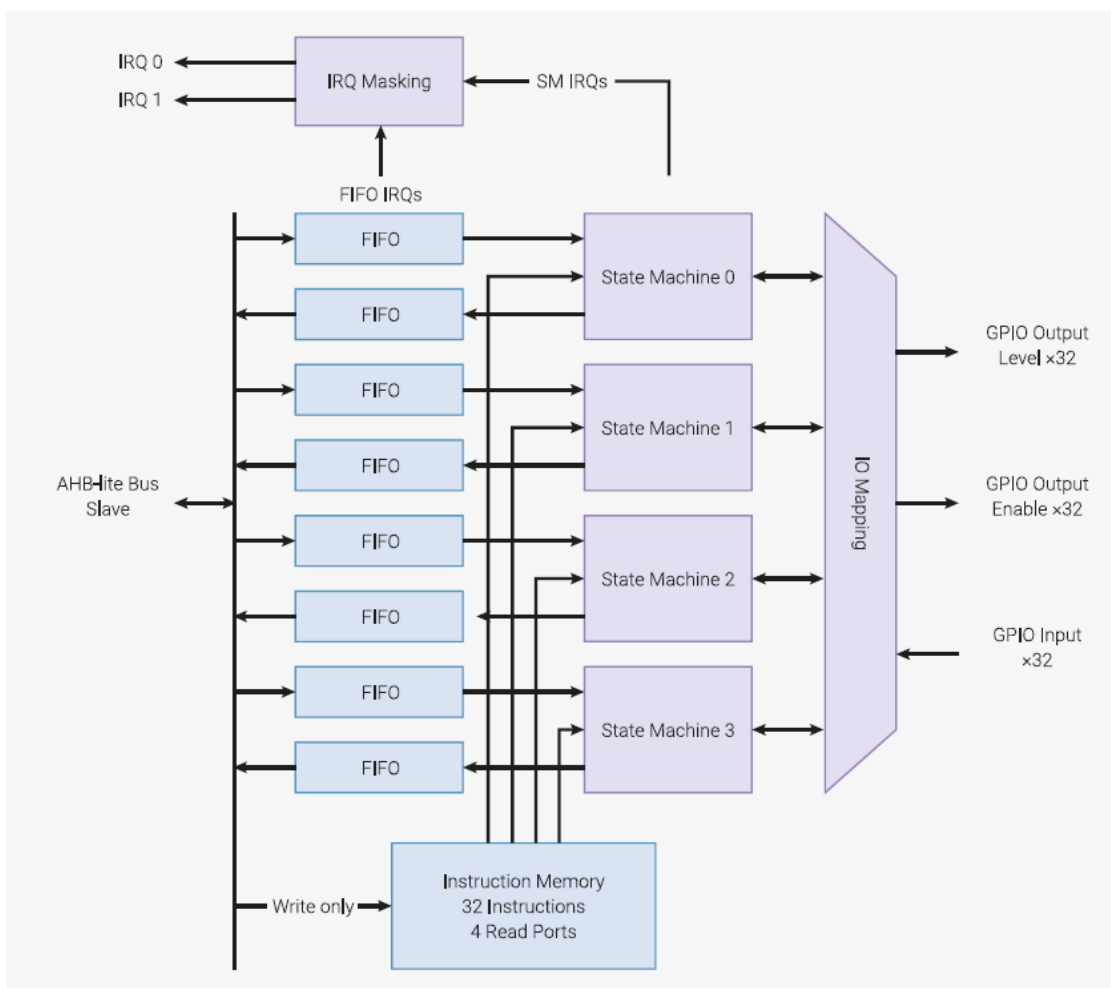 IRQ 0
IRQ 1
IRQ Masking
SM IRQs
FIFO IRQs
FIFO
State Machine 0
FIFO
FIFO
State Machine 1
FIFO
FIFO
State Machine 2
FIFO
FIFO
State Machine 3
FIFO
AHB-lite Bus
Slave
IO Mapping
GPIO Output
Level ×32
GPIO Output
Enable ×32
GPIO Input
×32
Write only
Instruction Memory
32 Instructions
4 Read Ports